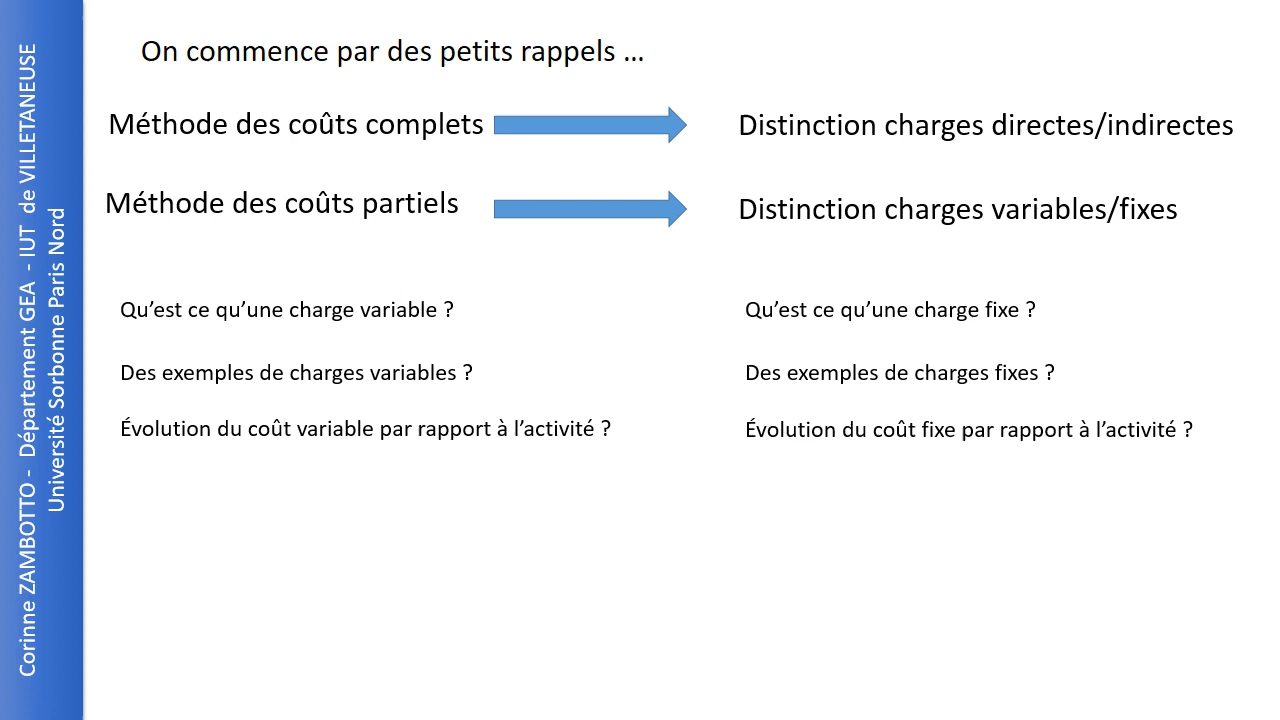 On commence par des petits rappels …
Méthode des coûts complets
Distinction charges directes/indirectes
Méthode des coûts partiels
Distinction charges variables/fixes
Qu’est ce qu’une charge variable ?
Qu’est ce qu’une charge fixe ?
Des exemples de charges variables ?
Des exemples de charges fixes ?
Évolution du coût variable par rapport à l’activité ?
Évolution du coût fixe par rapport à l’activité ?
Corinne ZAMBOTTO - Département GEA - IUT de VILLETANEUSE
Université Sorbonne Paris Nord